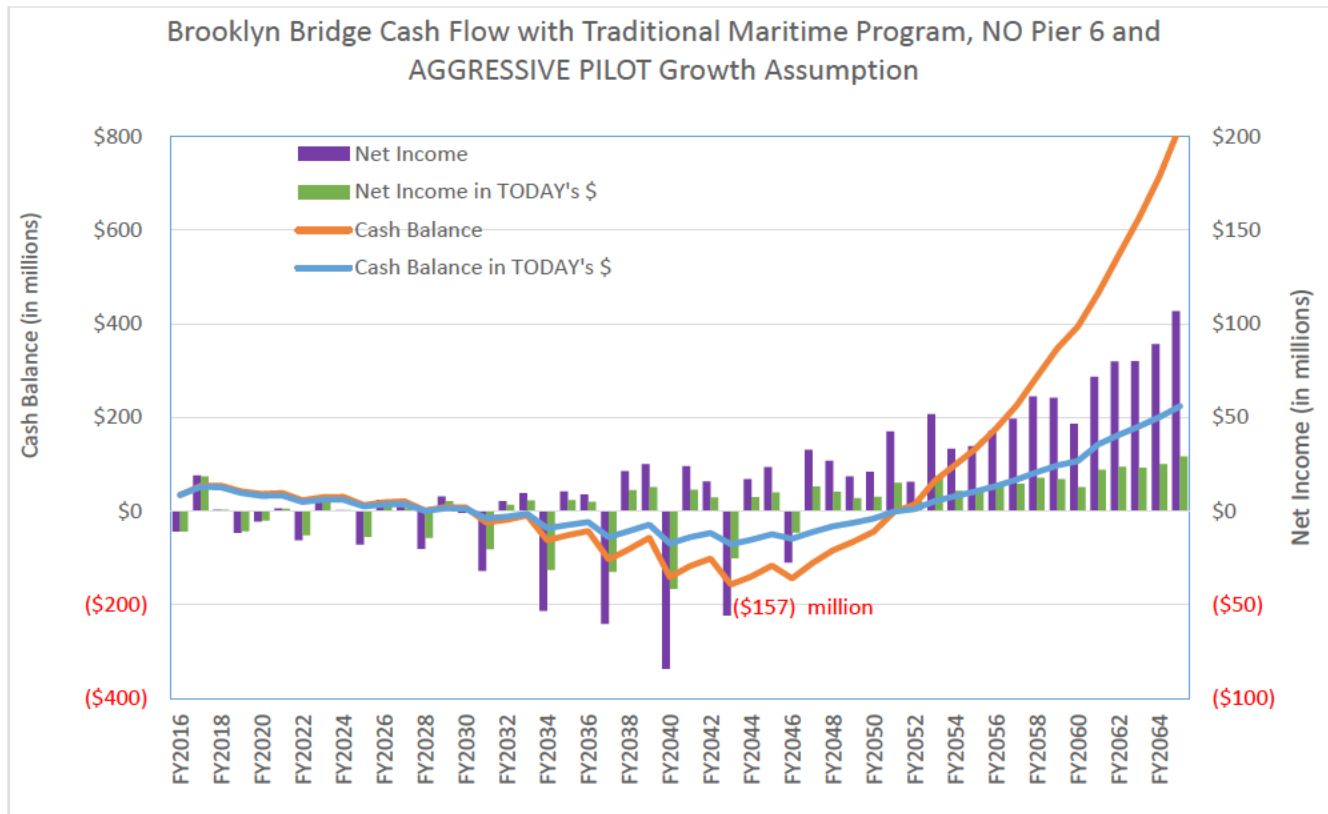 Brooklyn Bridge Cash Flow with Traditional Maritime Program, NO Pier 6 and
AGGRESSIVE PILOT Growth Assumption
Cash Balance (in millions)
$800
$600
$400
$200
$0
($200)
($400)
Net Income
Net Income in TODAY's $
Cash Balance
Cash Balance in TODAY's $
($157) million
$200
$150
$100
$50
$0
($50)
($100)
Net Income (in millions)
FY2016
FY2018
FY2020
FY2022
FY2024
FY2026
FY2028
FY2030
FY2032
FY2034
FY2036
FY2038
FY2040
FY2042
FY2044
FY2046
FY2048
FY2050
FY2052
FY2054
FY2056
FY2058
FY2060
FY2062
FY2064